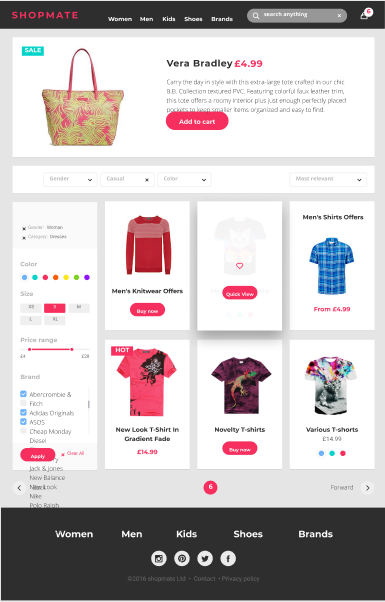 SHOPMATE
Women Men Kids Shoes Brands
search anything ×
6
SALE
Vera Bradley £4.99
Carry the day in style with this extra-large tote crafted in our chic
B.B. Collection textured PVC. Featuring colorful faux leather trim,
this tote offers a roomy interior plus just enough perfectly placed
pockets to keep smaller items organized and easy to find.
Add to cart
Gender Casual × Color Most relevant
× Gender: Woman
× Category: Dresses
Color
Size
XS S M
L XL
Price range
£4 £28
Brand
Abercrombie &
Fitch
Adidas Originals
ASOS
Cheap Monday
Diesel
Apply × Clear All
Jack & Jones
New Balance
New Look
Nike
Polo Ralph
Men's Knitwear Offers
Buy now
Quick View
Men's Shirts Offers
From £4.99
HOT
New Look T-Shirt In
Gradient Fade
£14.99
Novelty T-shirts
Buy now
Various T-shorts
£14.99
6
Forward
Women Men Kids Shoes Brands
©2016 shopmate Ltd • Contact • Privacy policy